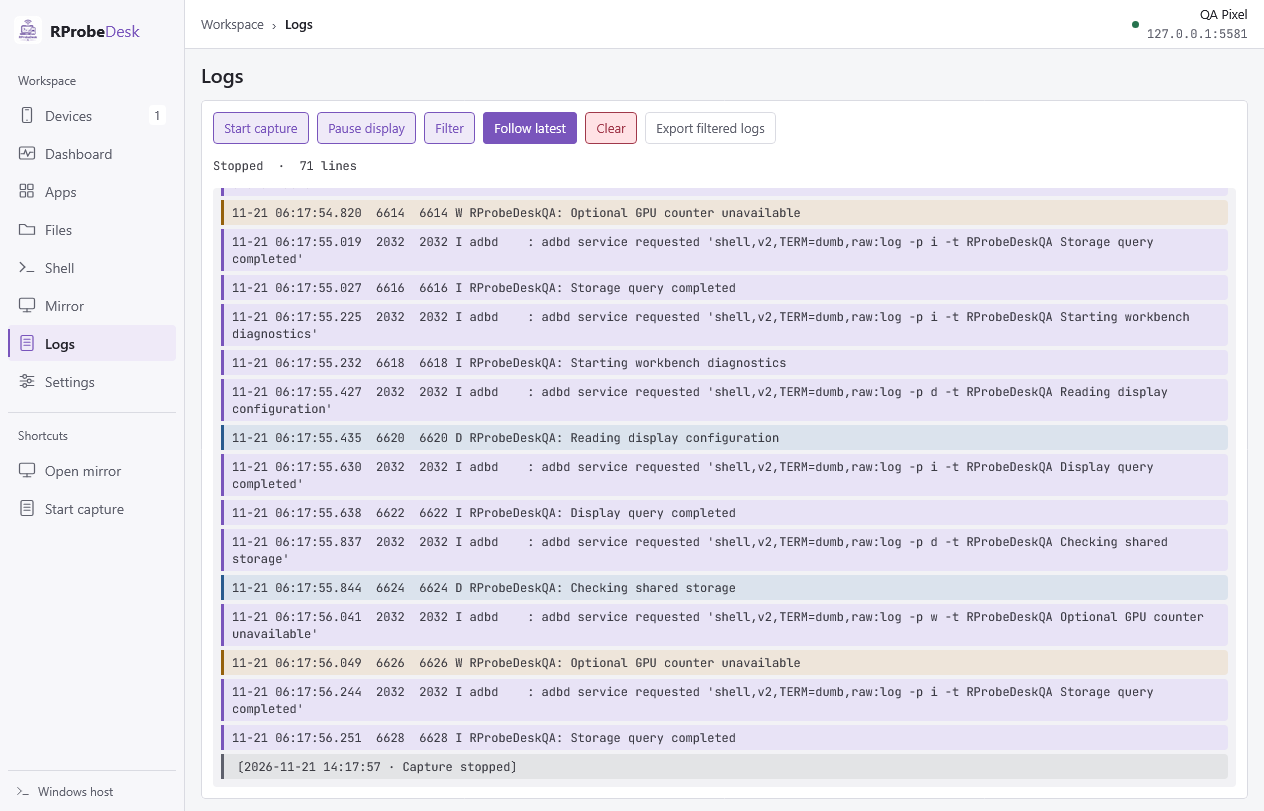 RProbeDesk
Workspace
Devices 1
Dashboard
Apps
Files
Shell
Mirror
Logs
Settings
Shortcuts
Open mirror
Start capture
Windows host
Workspace › Logs
QA Pixel
127.0.0.1:5581
Logs
Start capture Pause display Filter Follow latest Clear Export filtered logs
Stopped · 71 lines
11-21 06:17:54.820  6614  6614 W RProbeDeskQA: Optional GPU counter unavailable
11-21 06:17:55.019  2032  2032 I adbd    : adbd service requested 'shell,v2,TERM=dumb,raw:log -p i -t RProbeDeskQA Storage query
completed'
11-21 06:17:55.027  6616  6616 I RProbeDeskQA: Storage query completed
11-21 06:17:55.225  2032  2032 I adbd    : adbd service requested 'shell,v2,TERM=dumb,raw:log -p i -t RProbeDeskQA Starting workbench
diagnostics'
11-21 06:17:55.232  6618  6618 I RProbeDeskQA: Starting workbench diagnostics
11-21 06:17:55.427  2032  2032 I adbd    : adbd service requested 'shell,v2,TERM=dumb,raw:log -p d -t RProbeDeskQA Reading display
configuration'
11-21 06:17:55.435  6620  6620 D RProbeDeskQA: Reading display configuration
11-21 06:17:55.630  2032  2032 I adbd    : adbd service requested 'shell,v2,TERM=dumb,raw:log -p i -t RProbeDeskQA Display query
completed'
11-21 06:17:55.638  6622  6622 I RProbeDeskQA: Display query completed
11-21 06:17:55.837  2032  2032 I adbd    : adbd service requested 'shell,v2,TERM=dumb,raw:log -p d -t RProbeDeskQA Checking shared
storage'
11-21 06:17:55.844  6624  6624 D RProbeDeskQA: Checking shared storage
11-21 06:17:56.041  2032  2032 I adbd    : adbd service requested 'shell,v2,TERM=dumb,raw:log -p w -t RProbeDeskQA Optional GPU counter
unavailable'
11-21 06:17:56.049  6626  6626 W RProbeDeskQA: Optional GPU counter unavailable
11-21 06:17:56.244  2032  2032 I adbd    : adbd service requested 'shell,v2,TERM=dumb,raw:log -p i -t RProbeDeskQA Storage query
completed'
11-21 06:17:56.251  6628  6628 I RProbeDeskQA: Storage query completed
[2026-11-21 14:17:57 · Capture stopped]